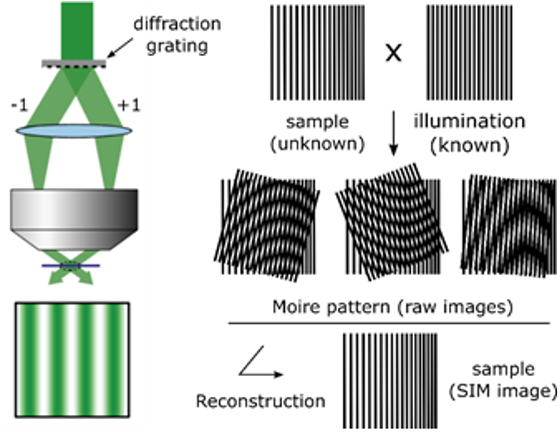 diffraction
grating
-1
+1
sample
(unknown)
x
illumination
(known)
Moire pattern (raw images)
Reconstruction
sample
(SIM image)